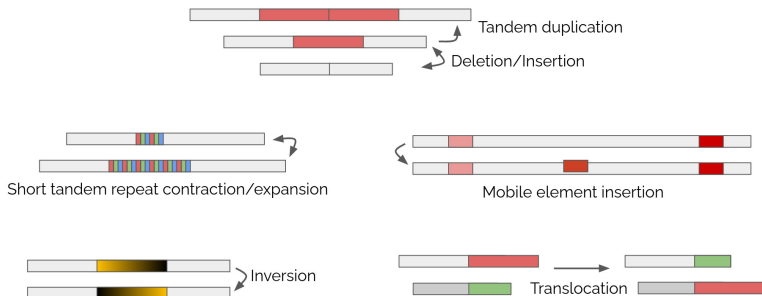 Tandem duplication
Deletion/Insertion
Short tandem repeat contraction/expansion
Mobile element insertion
Inversion
Translocation